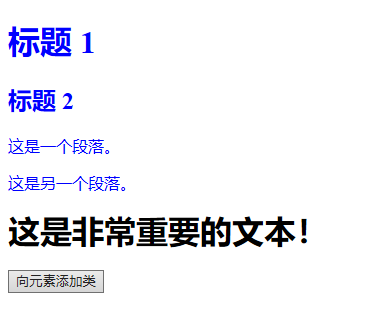 标题 1
标题 2
这是一个段落。
这是另一个段落。
这是非常重要的文本！
向元素添加类